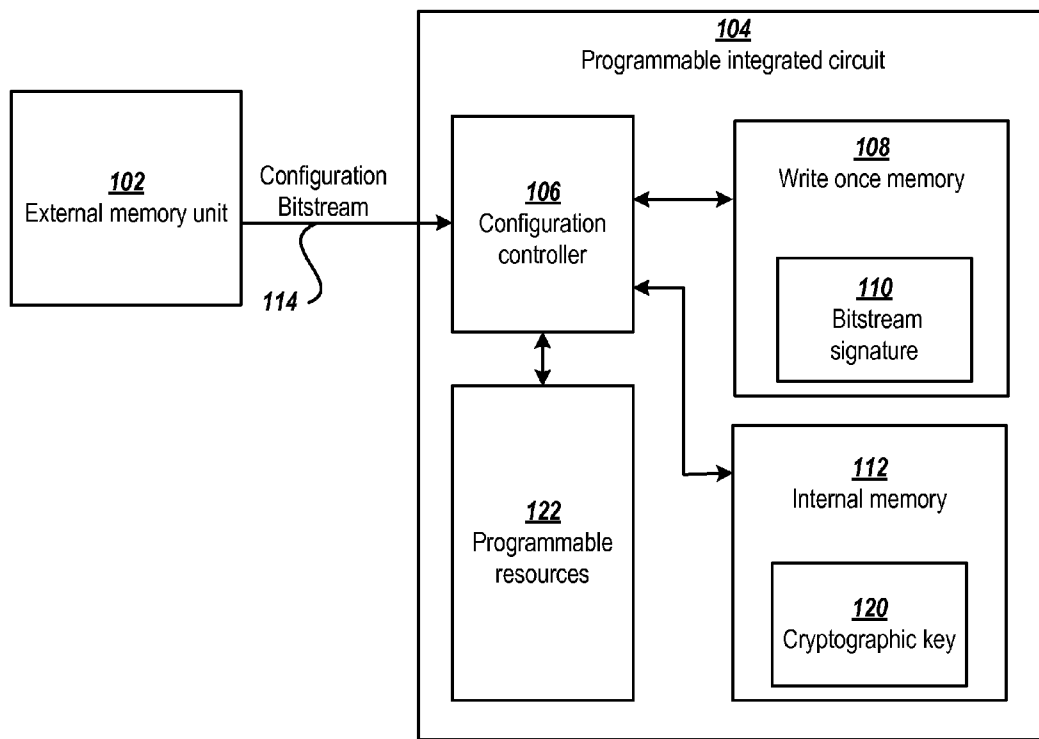 104
Programmable integrated circuit
102
External memory unit
Configuration
Bitstream
114
106
Configuration
controller
108
Write once memory
110
Bitstream
signature
122
Programmable
resources
112
Internal memory
120
Cryptographic key